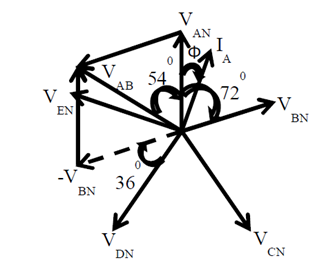 V AN
I A
0
Φ
V AB
54
0
72
V EN
V BN
-V BN
0
36
V DN
V CN